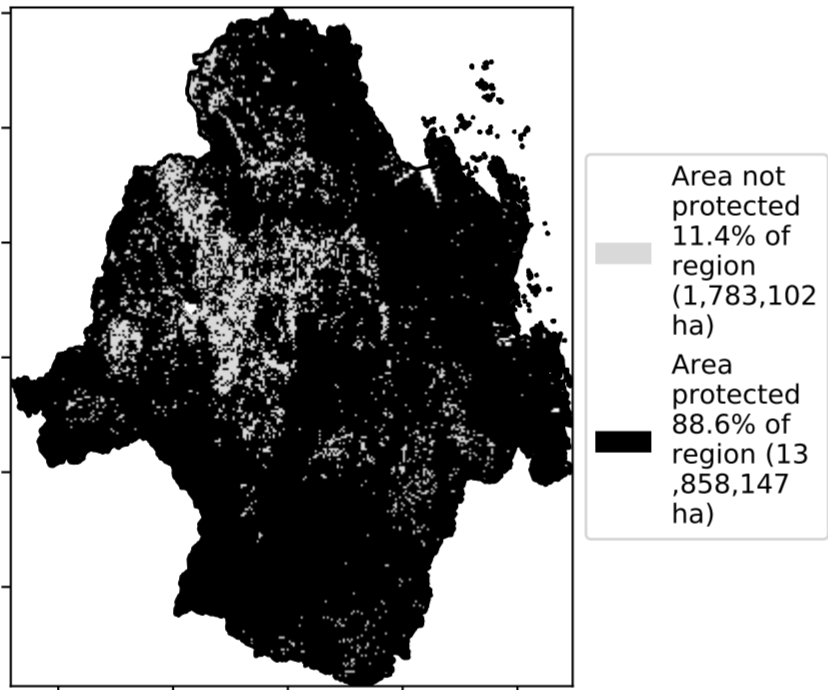 Area not
protected
11.4% of
region
(1,783,102
ha)
Area
protected
88.6% of
region (13
,858,147
ha)